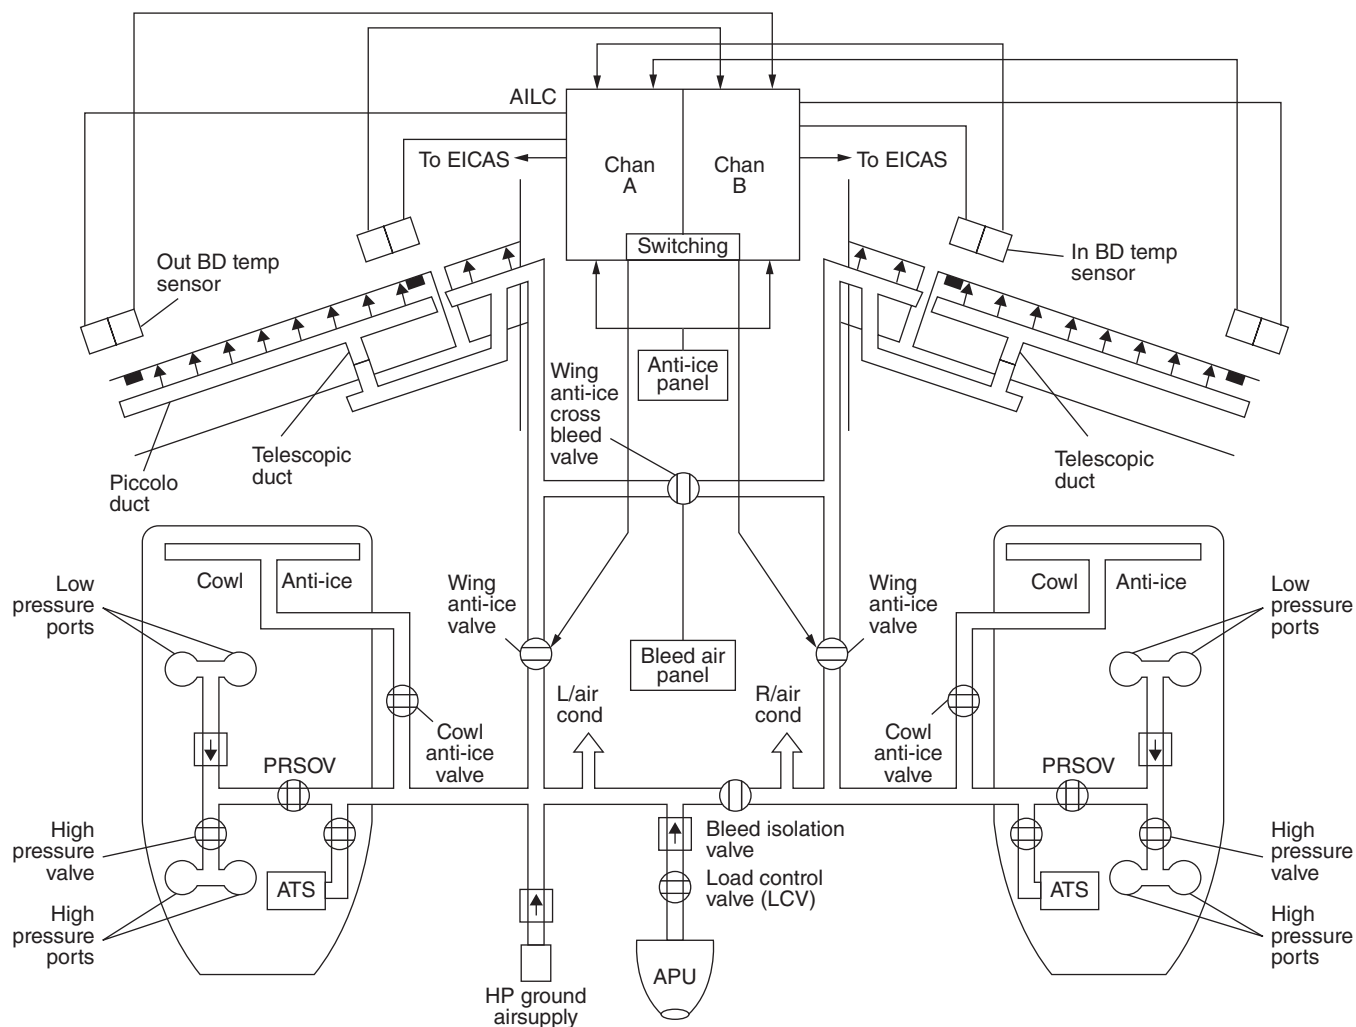 AILC
To EICAS
Chan
A
Chan
B
To EICAS
Switching
Out BD temp
sensor
In BD temp
sensor
Anti-ice
panel
Wing
anti-ice
cross
bleed
valve
Telescopic
duct
Piccolo
duct
Telescopic
duct
Cowl
Anti-ice
Low
pressure
ports
Wing
anti-ice
valve
Bleed air
panel
Wing
anti-ice
valve
Cowl
Anti-ice
Low
pressure
ports
L/air
cond
R/air
cond
Cowl
anti-ice
valve
Cowl
anti-ice
valve
PRSOV
PRSOV
High
pressure
valve
Bleed isolation
valve
High
pressure
valve
ATS
Load control
valve (LCV)
ATS
High
pressure
ports
High
pressure
ports
APU
HP ground
airsupply